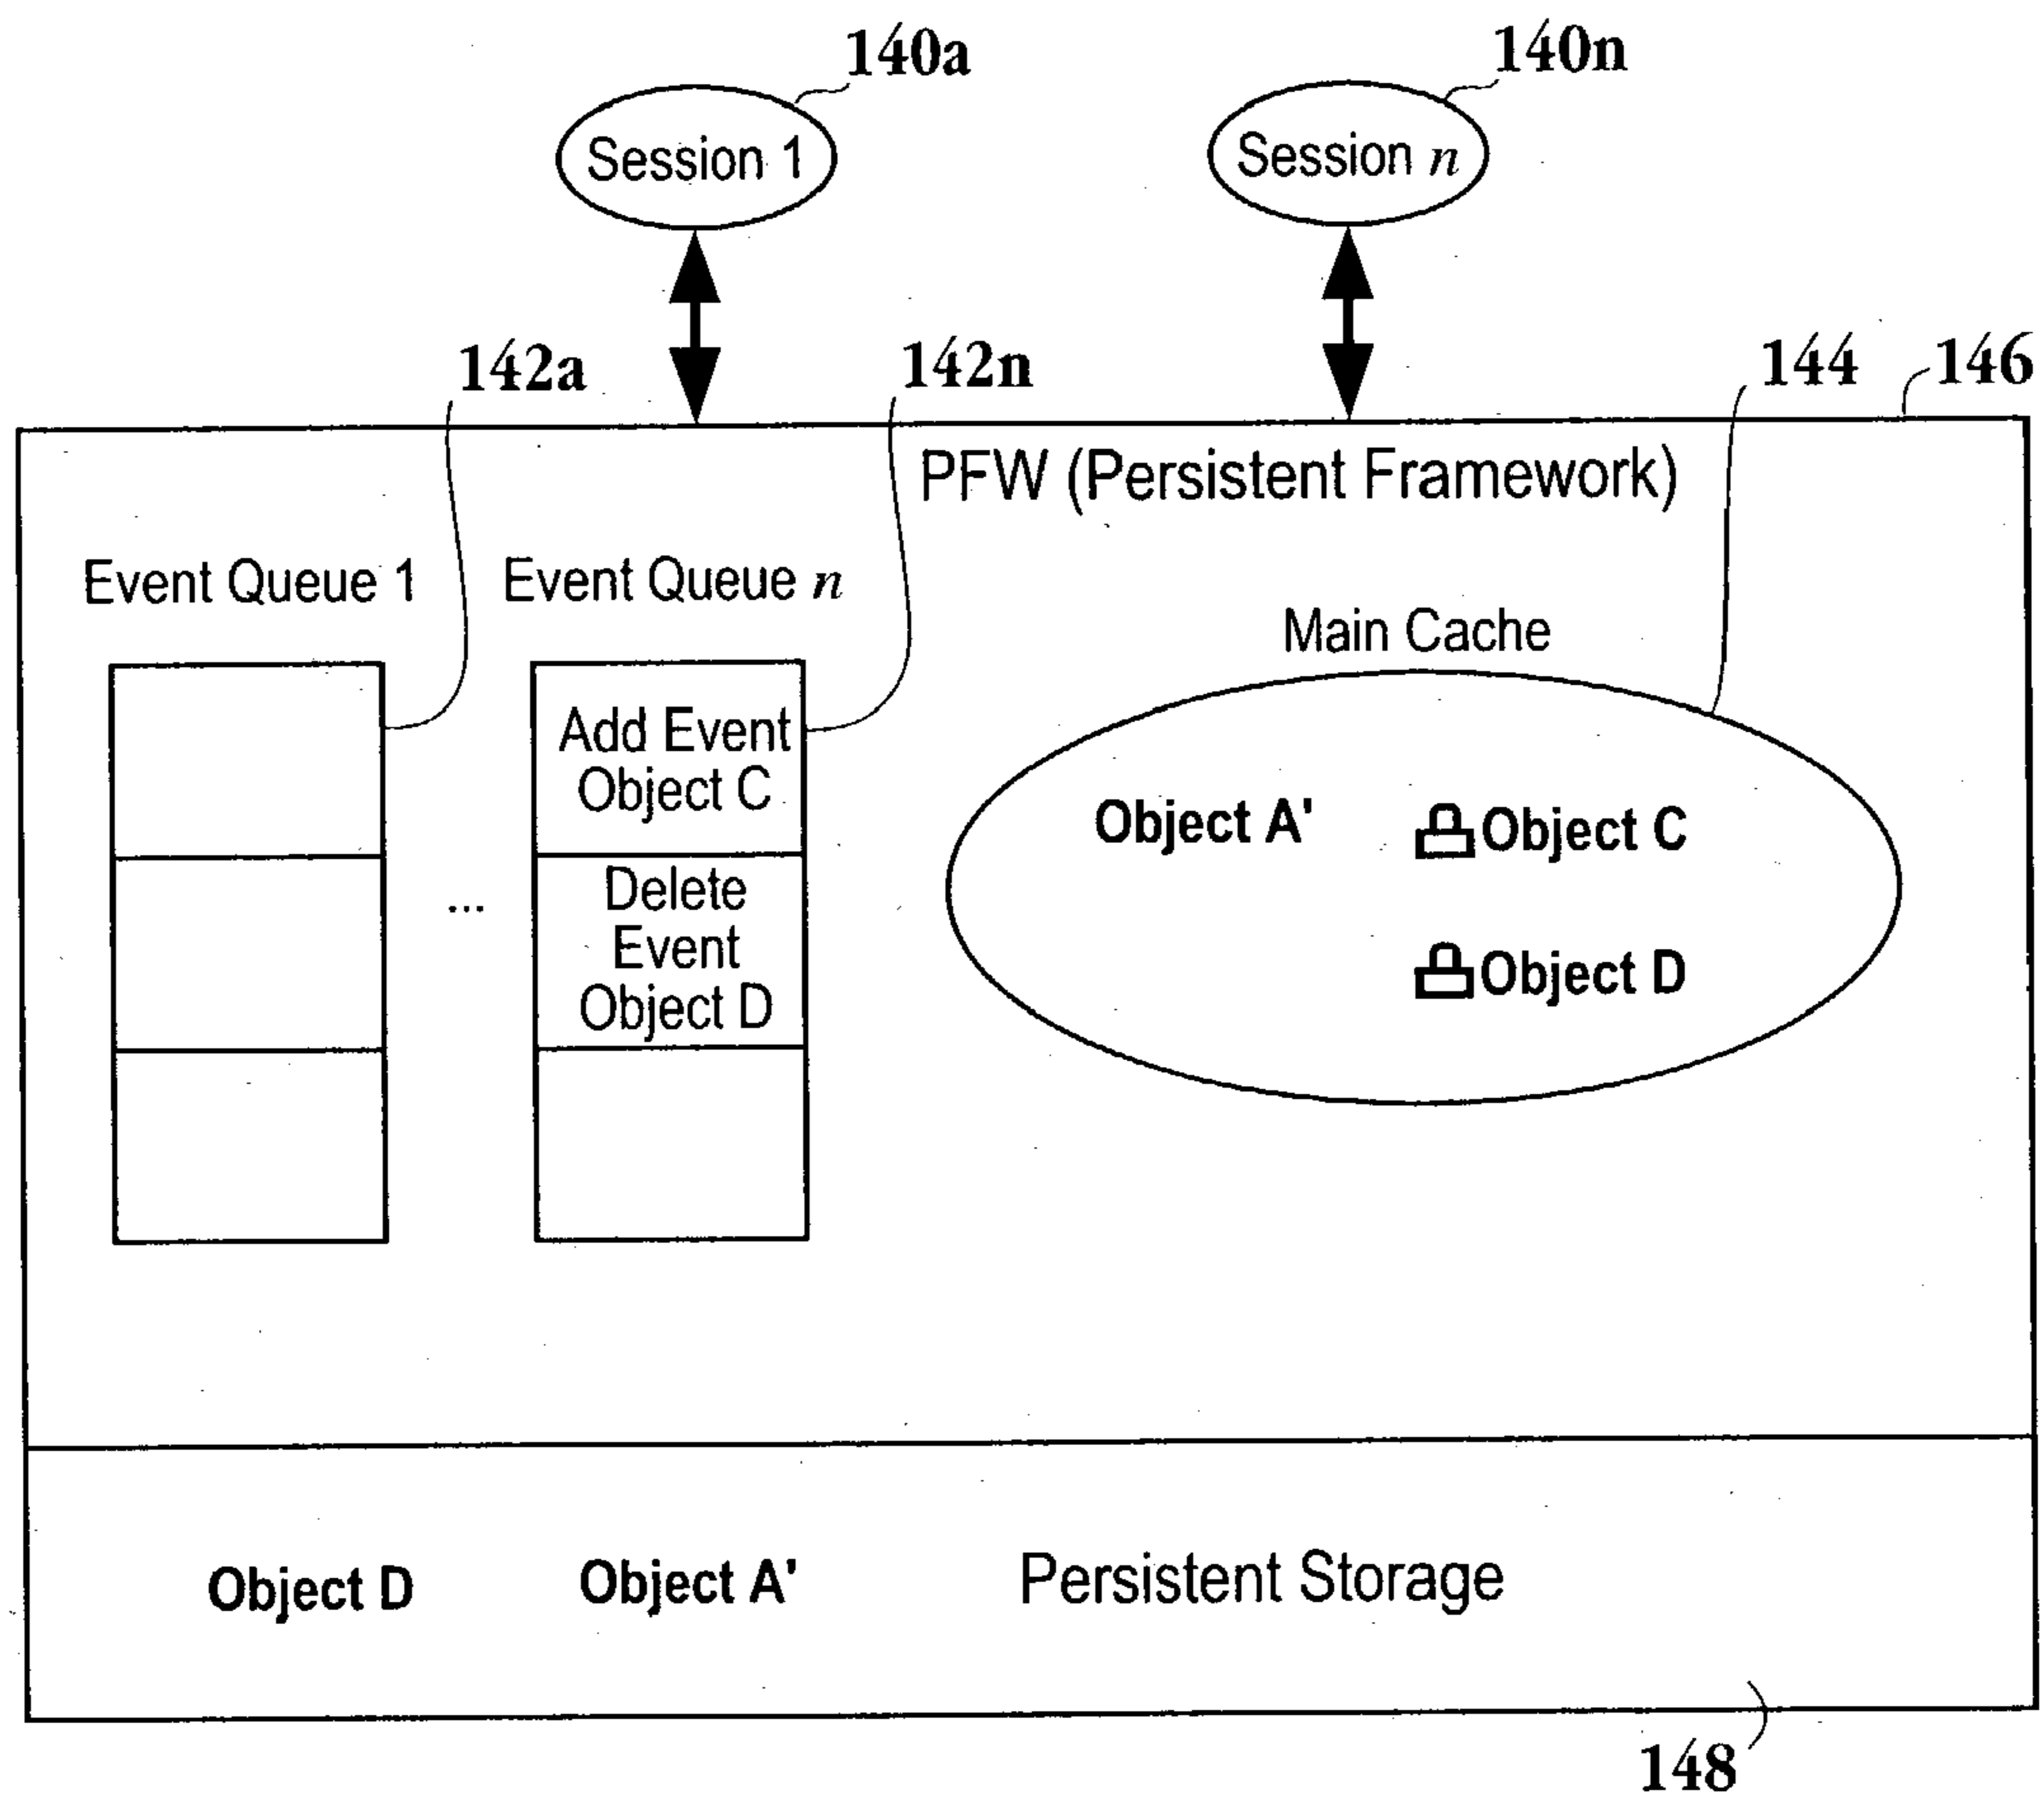 140a
140n
Session 1
Session n
142a
142n
144
146
PFW (Persistent Framework)
Event Queue 1
Event Queue n
Main Cache
Add Event
Object C
Object A'
Object C
Delete
Event
Object D
...
Object D
Object D
Object A'
Persistent Storage
148